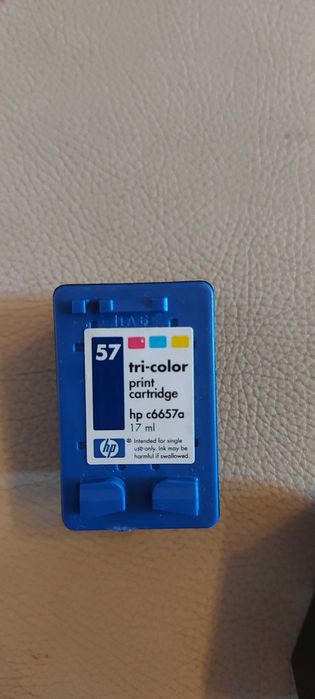 57
tri-color
print
cartridge
hp c6657a
17 ml
hp
Intended for single
use only. Ink may be
harmful if swallowed.